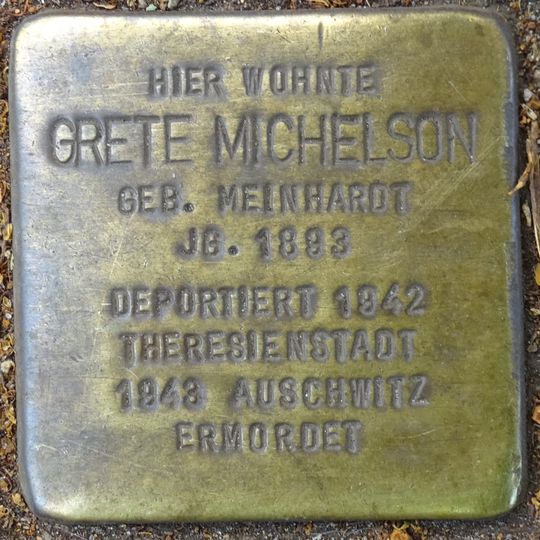 HIER WOHNTE
GRETE MICHELSON
GEB. MEINHARDT
JG. 1893
DEPORTIERT 1942
THERESIENSTADT
1943 AUSCHWITZ
ERMORDET